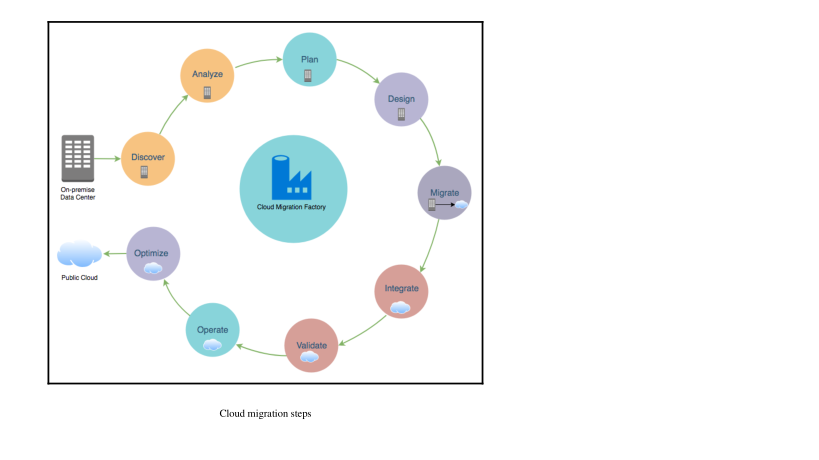 Plan
Analyze
Design
Discover
On-premise
Data Center
Migrate
Cloud Migration Factory
Optimize
Public Cloud
Integrate
Operate
Validate
Cloud migration steps